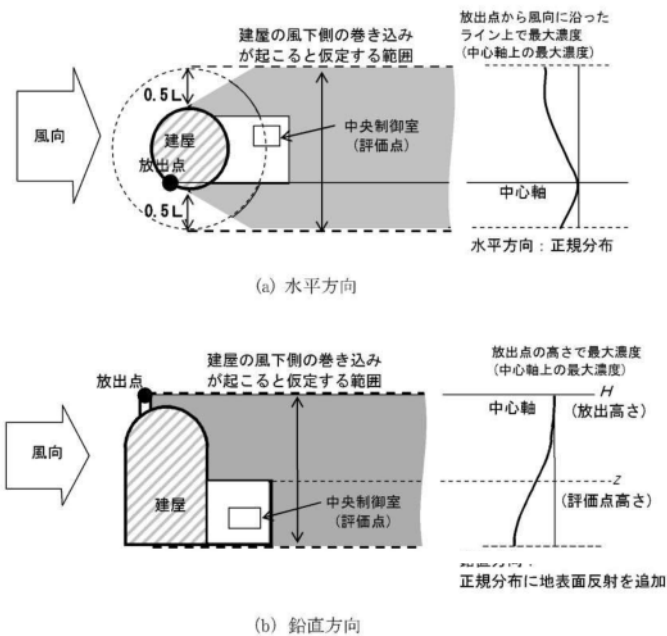 建屋の風下側の巻き込み
が起こると仮定する範囲
放出点から風向に沿った
ライン上で最大濃度
(中心軸上の最大濃度)
0.5L
風向
建屋
中央制御室
(評価点)
放出点
中心軸
0.5L
水平方向：正規分布
(a) 水平方向
建屋の風下側の巻き込み
が起こると仮定する範囲
放出点の高さで最大濃度
(中心軸上の最大濃度)
放出点
中心軸
H
(放出高さ)
風向
z
建屋
中央制御室
(評価点)
(評価点高さ)
正規分布に地表面反射を追加
(b) 鉛直方向